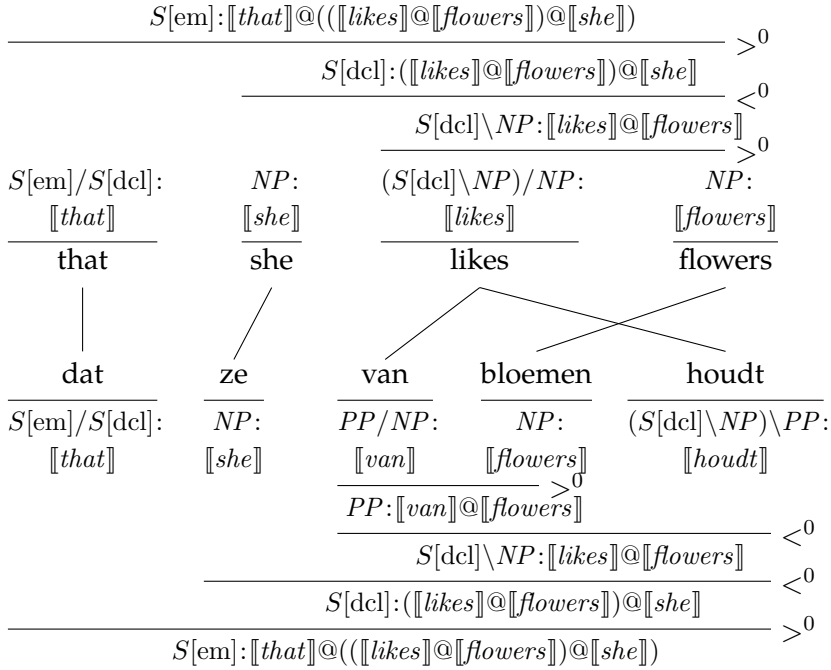 S[em]:⟦that⟧@((⟦likes⟧@⟦flowers⟧)@⟦she⟧)
>0
S[dcl]:(⟦likes⟧@⟦flowers⟧)@⟦she⟧
<0
S[dcl]\NP:⟦likes⟧@⟦flowers⟧
>0
S[em]/S[dcl]: NP: (S[dcl]\NP)/NP: NP:
⟦that⟧ ⟦she⟧ ⟦likes⟧ ⟦flowers⟧
that she likes flowers
dat ze van bloemen houdt
S[em]/S[dcl]: NP: PP/NP: NP: (S[dcl]\NP)\PP:
⟦that⟧ ⟦she⟧ ⟦van⟧ ⟦flowers⟧ ⟦houdt⟧
>0
PP:⟦van⟧@⟦flowers⟧
<0
S[dcl]\NP:⟦likes⟧@⟦flowers⟧
<0
S[dcl]:(⟦likes⟧@⟦flowers⟧)@⟦she⟧
>0
S[em]:⟦that⟧@((⟦likes⟧@⟦flowers⟧)@⟦she⟧)